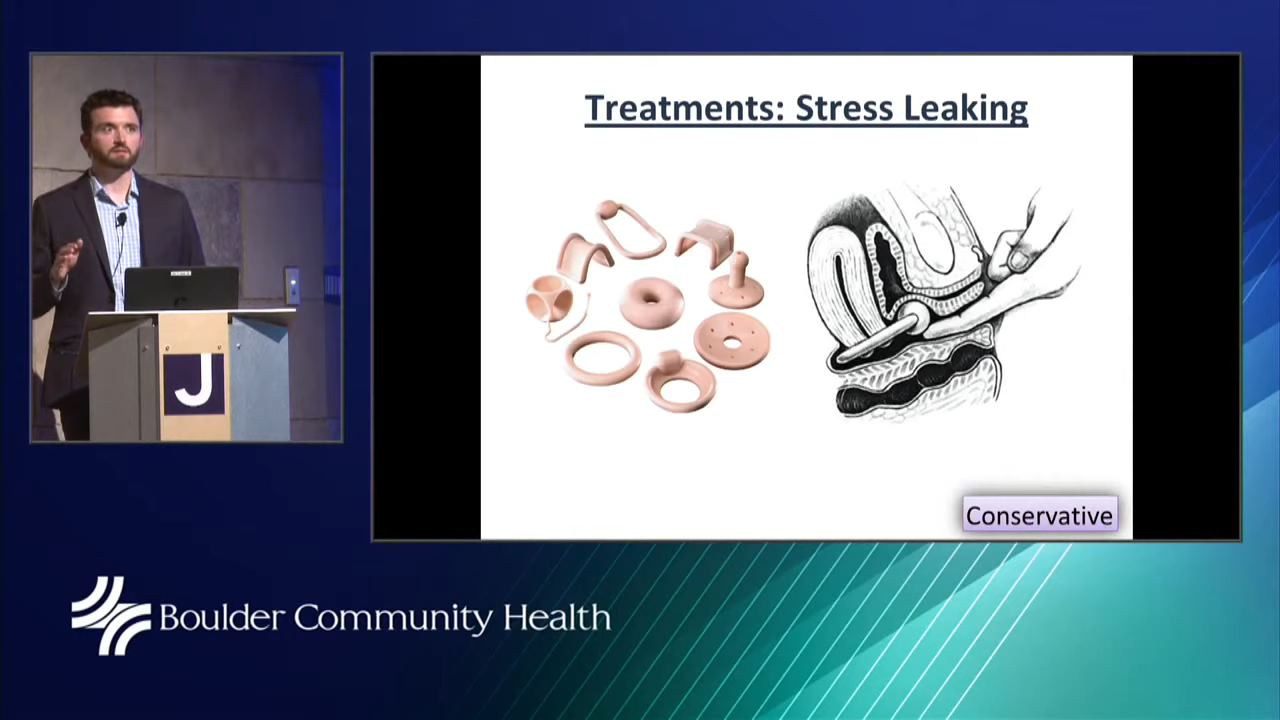 Treatments: Stress Leaking
Conservative
J
Boulder Community Health